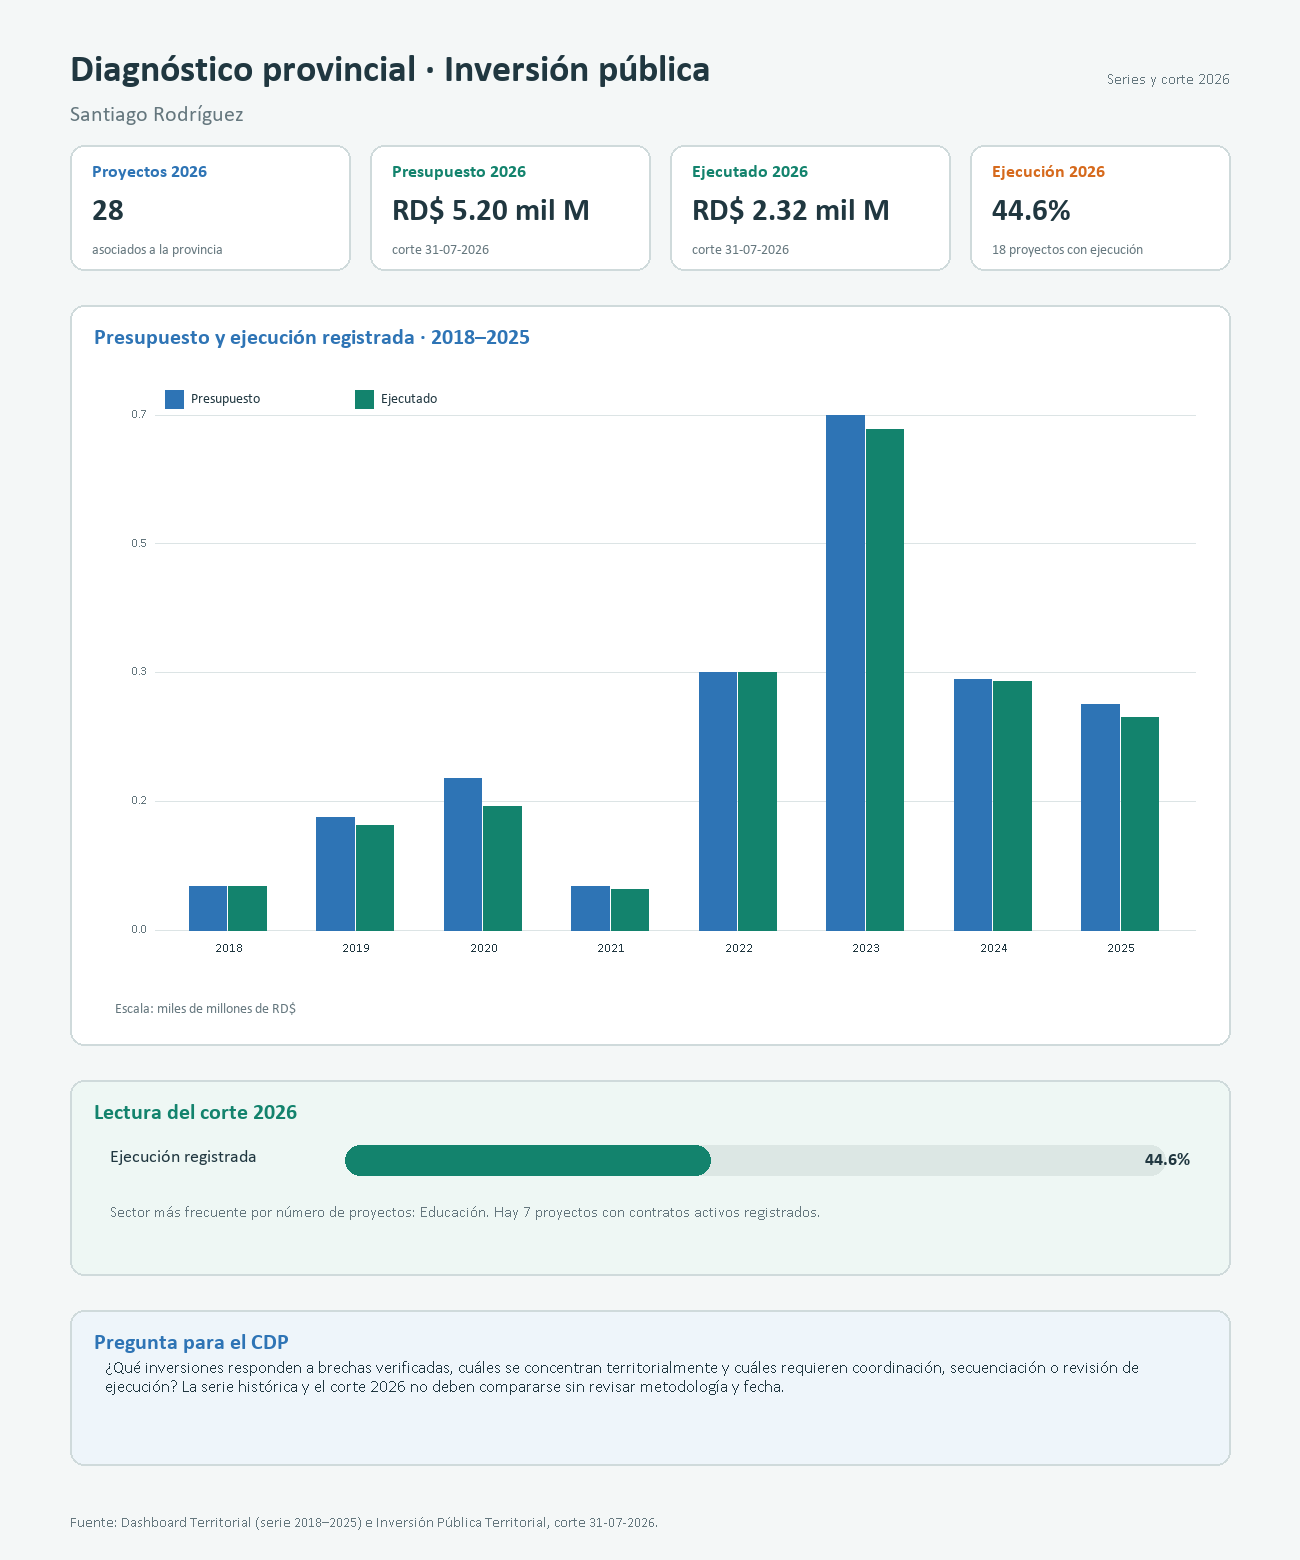 Diagnóstico provincial · Inversión pública
Series y corte 2026
Santiago Rodríguez
Proyectos 2026
28
asociados a la provincia
Presupuesto 2026
RD$ 5.20 mil M
corte 31-07-2026
Ejecutado 2026
RD$ 2.32 mil M
corte 31-07-2026
Ejecución 2026
44.6%
18 proyectos con ejecución
Presupuesto y ejecución registrada · 2018–2025
Presupuesto
Ejecutado
0.7
0.5
0.3
0.2
0.0
2018
2019
2020
2021
2022
2023
2024
2025
Escala: miles de millones de RD$
Lectura del corte 2026
Ejecución registrada
44.6%
Sector más frecuente por número de proyectos: Educación. Hay 7 proyectos con contratos activos registrados.
Pregunta para el CDP
¿Qué inversiones responden a brechas verificadas, cuáles se concentran territorialmente y cuáles requieren coordinación, secuenciación o revisión de
ejecución? La serie histórica y el corte 2026 no deben compararse sin revisar metodología y fecha.
Fuente: Dashboard Territorial (serie 2018–2025) e Inversión Pública Territorial, corte 31-07-2026.